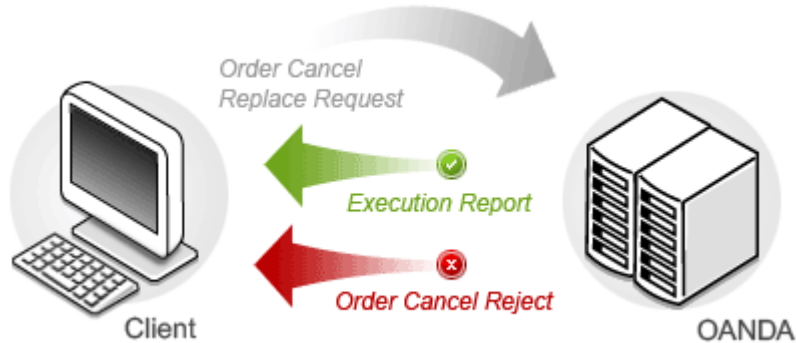 Order Cancel
Replace Request
Execution Report
Order Cancel Reject
Client
OANDA